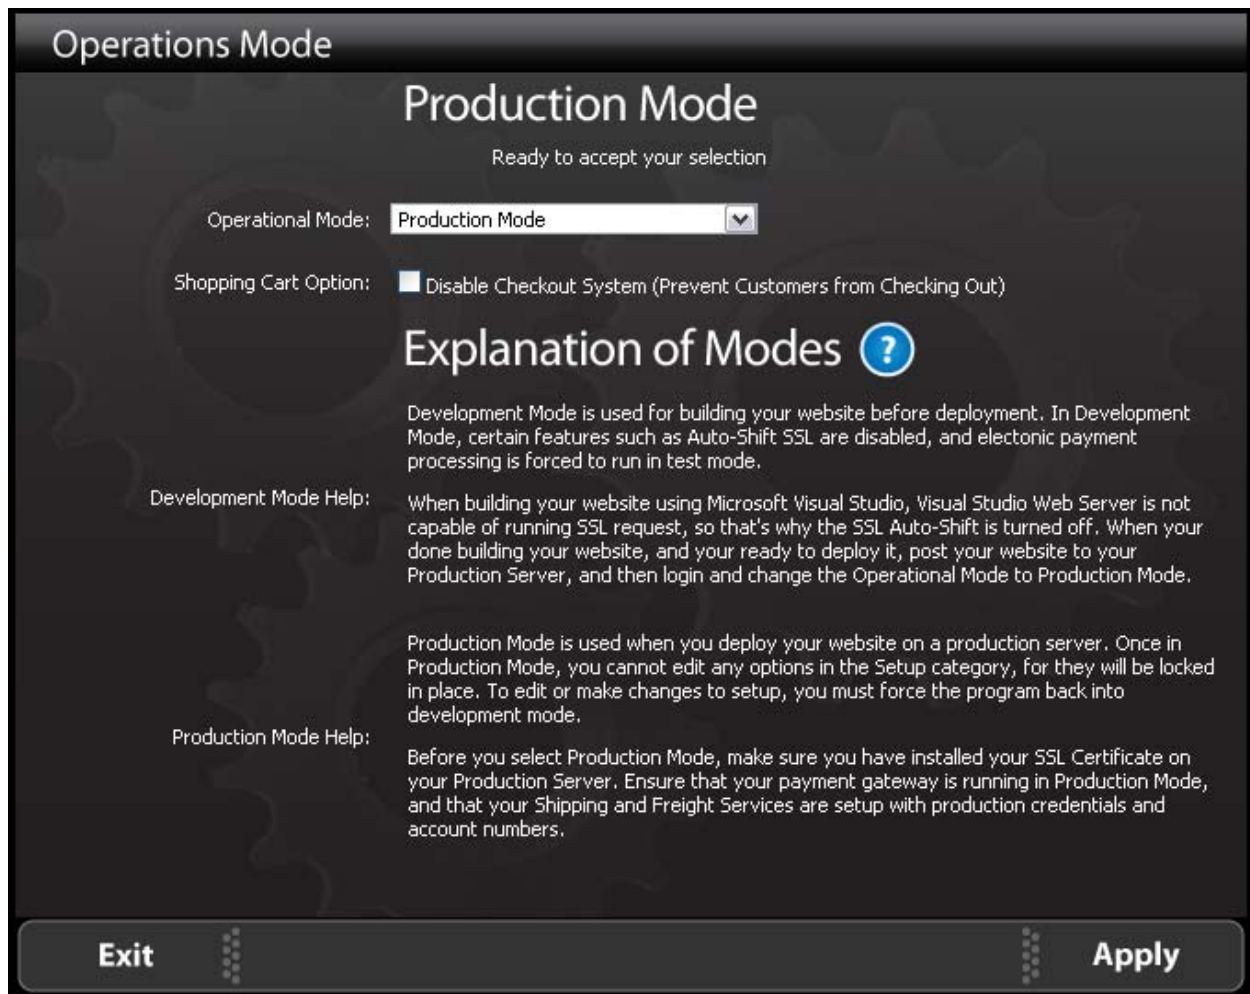 Operations Mode
Production Mode
Ready to accept your selection
Operational Mode: Production Mode
Shopping Cart Option: Disable Checkout System (Prevent Customers from Checking Out)
Explanation of Modes ?
Development Mode is used for building your website before deployment. In Development
Mode, certain features such as Auto-Shift SSL are disabled, and electonic payment
processing is forced to run in test mode.
Development Mode Help:
When building your website using Microsoft Visual Studio, Visual Studio Web Server is not
capable of running SSL request, so that's why the SSL Auto-Shift is turned off. When your
done building your website, and your ready to deploy it, post your website to your
Production Server, and then login and change the Operational Mode to Production Mode.
Production Mode is used when you deploy your website on a production server. Once in
Production Mode, you cannot edit any options in the Setup category, for they will be locked
in place. To edit or make changes to setup, you must force the program back into
development mode.
Production Mode Help:
Before you select Production Mode, make sure you have installed your SSL Certificate on
your Production Server. Ensure that your payment gateway is running in Production Mode,
and that your Shipping and Freight Services are setup with production credentials and
account numbers.
Exit
Apply